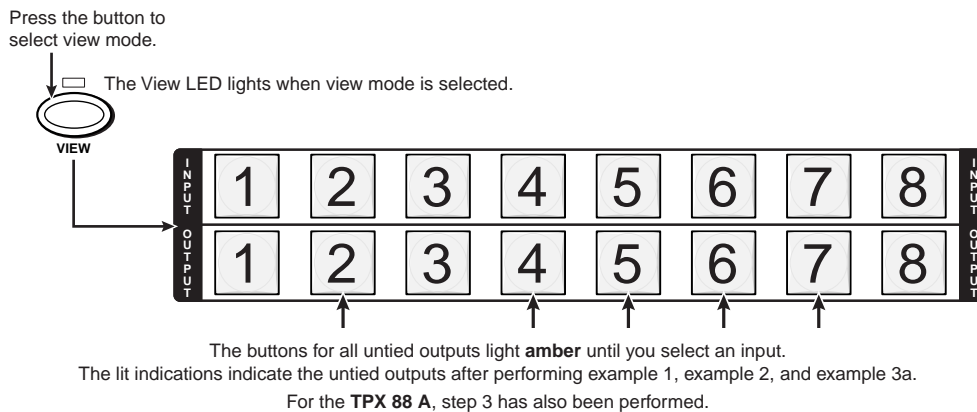 Press the button to
select view mode.
The View LED lights when view mode is selected.
VIEW
INPUT
1 2 3 4 5 6 7 8
INPUT
OUTPUT
1 2 3 4 5 6 7 8
OUTPUT
The buttons for all untied outputs light amber until you select an input.
The lit indications indicate the untied outputs after performing example 1, example 2, and example 3a.
For the TPX 88 A, step 3 has also been performed.